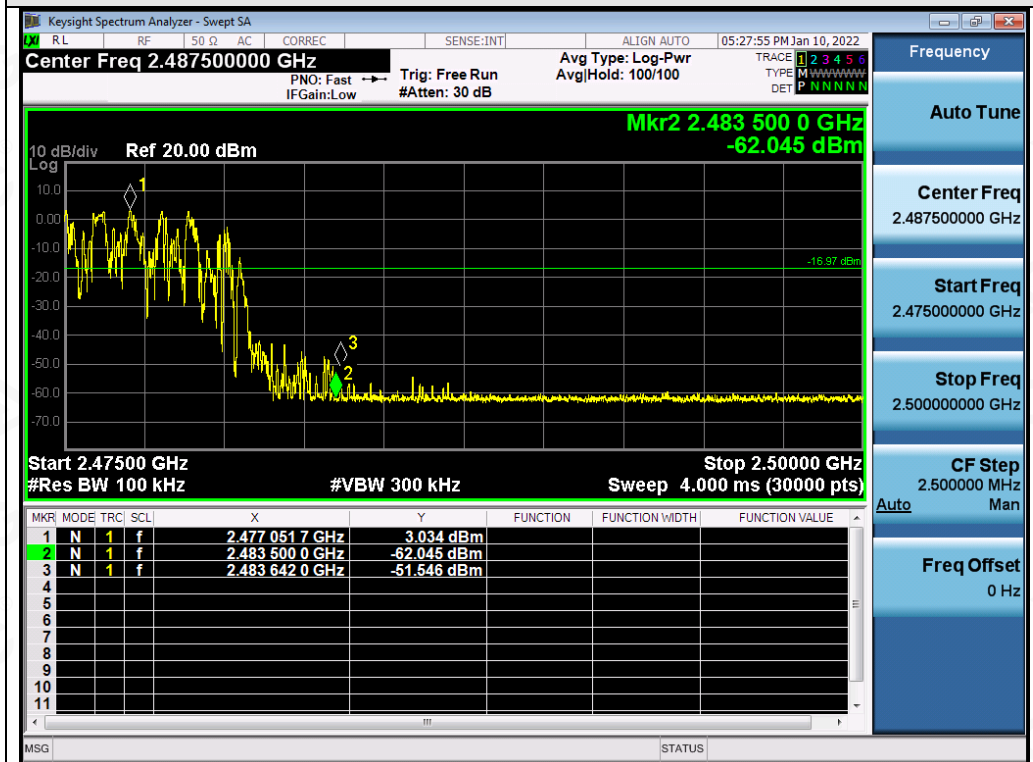 Keysight Spectrum Analyzer - Swept SA
LXI RL RF 50 Ω AC CORREC SENSE:INT ALIGN AUTO 05:27:55 PM Jan 10, 2022
Center Freq 2.487500000 GHz
PNO: Fast
IFGain:Low
Trig: Free Run
#Atten: 30 dB
Avg Type: Log-Pwr
Avg|Hold: 100/100
TRACE 1 2 3 4 5 6
TYPE M WWWWW
DET P N N N N N
Mkr2 2.483 500 0 GHz
-62.045 dBm
10 dB/div Ref 20.00 dBm
Log
10.0
0.00
-10.0
-20.0
-30.0
-40.0
-50.0
-60.0
-70.0
1
-16.97 dBm
3
2
Start 2.47500 GHz Stop 2.50000 GHz
#Res BW 100 kHz #VBW 300 kHz Sweep 4.000 ms (30000 pts)
MKR MODE TRC SCL X Y FUNCTION FUNCTION WIDTH FUNCTION VALUE
1 N 1 f 2.477 051 7 GHz 3.034 dBm
2 N 1 f 2.483 500 0 GHz -62.045 dBm
3 N 1 f 2.483 642 0 GHz -51.546 dBm
4
5
6
7
8
9
10
11
MSG STATUS
Frequency
Auto Tune
Center Freq
2.487500000 GHz
Start Freq
2.475000000 GHz
Stop Freq
2.500000000 GHz
CF Step
2.500000 MHz
Auto Man
Freq Offset
0 Hz